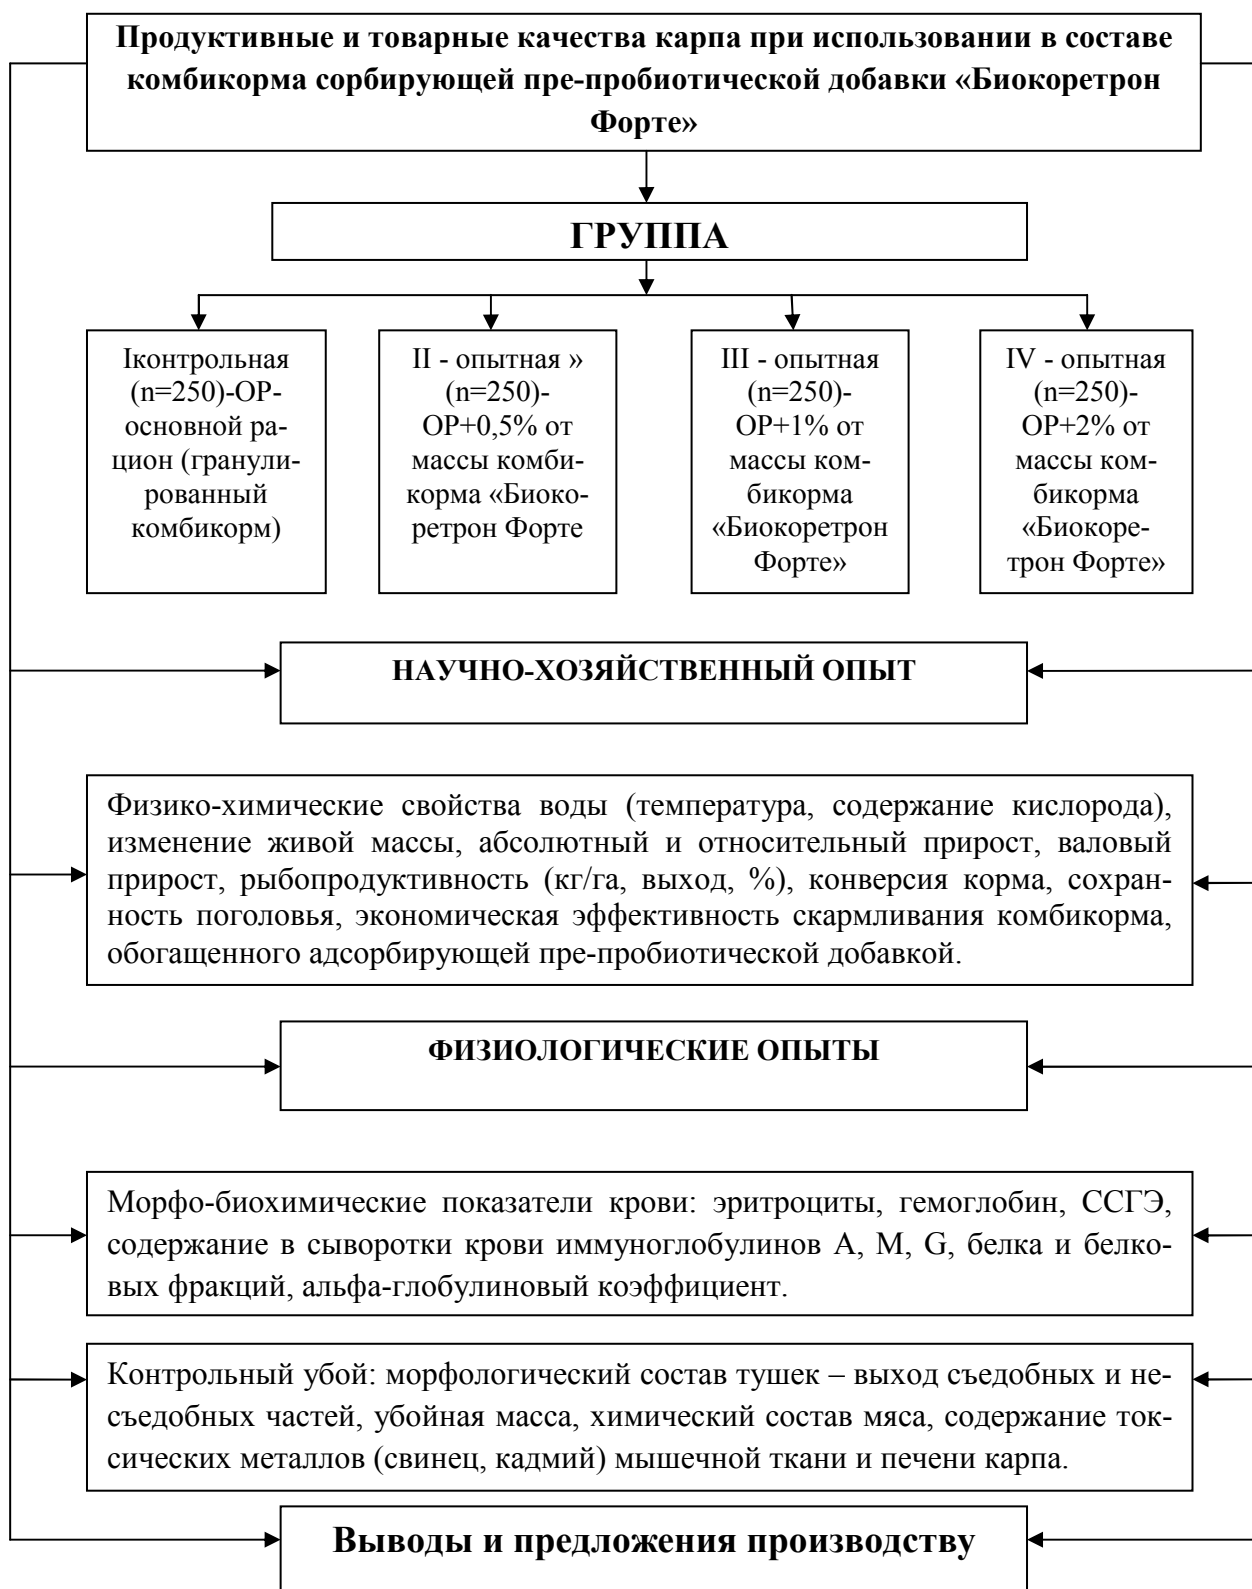 Продуктивные и товарные качества карпа при использовании в составе
комбикорма сорбирующей пре-пробиотической добавки «Биокоретрон
Форте»
ГРУППА
Iконтрольная
(n=250)-ОР-
основной ра-
цион (гранули-
рованный
комбикорм)
II - опытная »
(n=250)-
ОР+0,5% от
массы комби-
корма «Биоко-
ретрон Форте
III - опытная
(n=250)-
ОР+1% от
массы ком-
бикорма
«Биокоретрон
Форте»
IV - опытная
(n=250)-
ОР+2% от
массы ком-
бикорма
«Биокоре-
трон Форте»
НАУЧНО-ХОЗЯЙСТВЕННЫЙ ОПЫТ
Физико-химические свойства воды (температура, содержание кислорода),
изменение живой массы, абсолютный и относительный прирост, валовый
прирост, рыбопродуктивность (кг/га, выход, %), конверсия корма, сохран-
ность поголовья, экономическая эффективность скармливания комбикорма,
обогащенного адсорбирующей пре-пробиотической добавкой.
ФИЗИОЛОГИЧЕСКИЕ ОПЫТЫ
Морфо-биохимические показатели крови: эритроциты, гемоглобин, ССГЭ,
содержание в сыворотки крови иммуноглобулинов А, М, G, белка и белко-
вых фракций, альфа-глобулиновый коэффициент.
Контрольный убой: морфологический состав тушек – выход съедобных и не-
съедобных частей, убойная масса, химический состав мяса, содержание ток-
сических металлов (свинец, кадмий) мышечной ткани и печени карпа.
Выводы и предложения производству